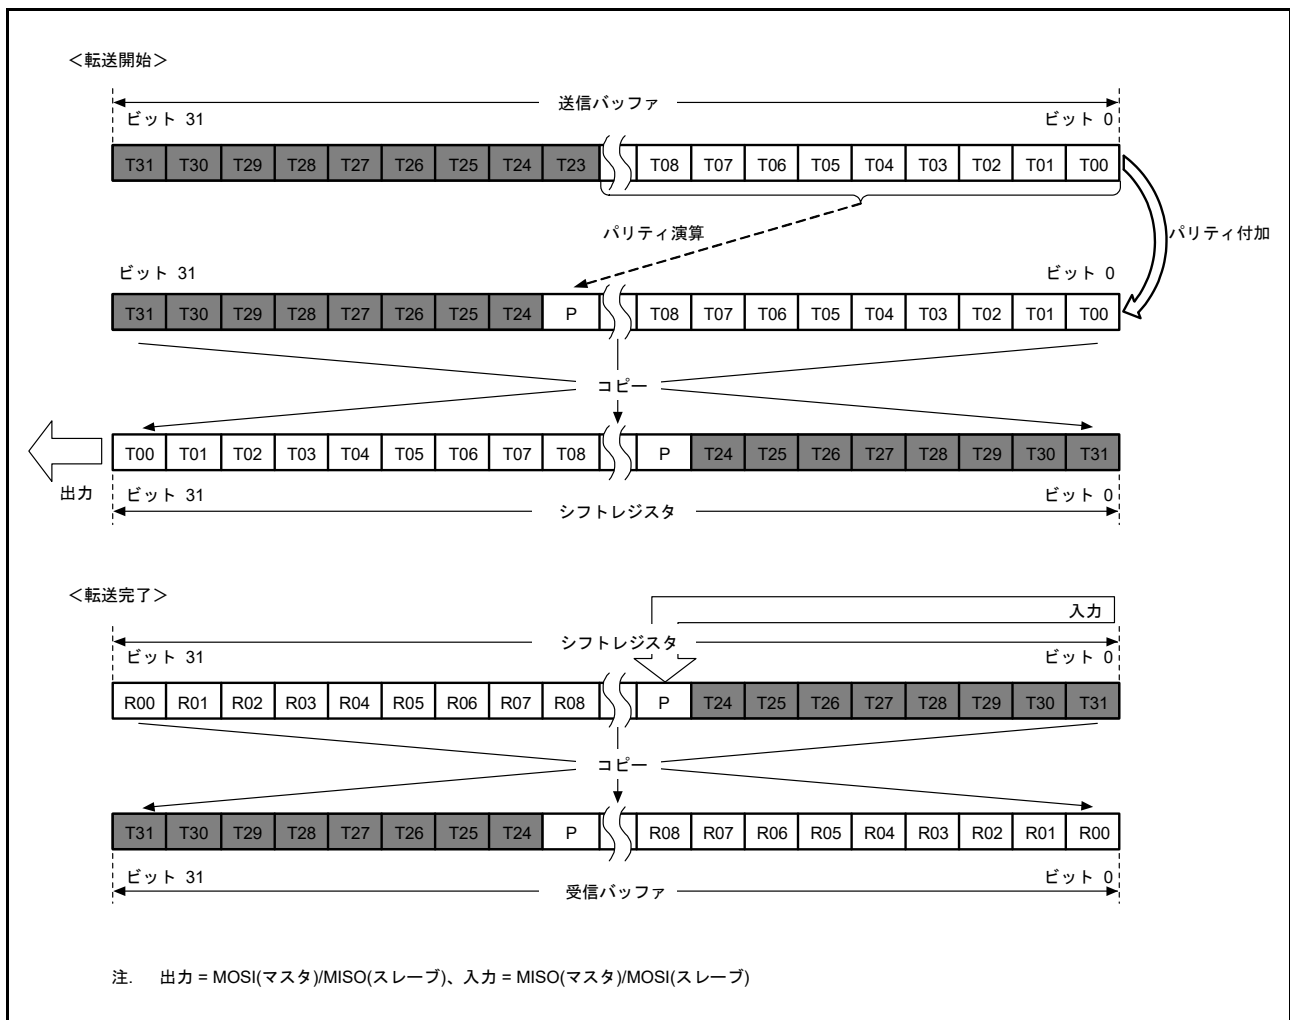 ＜転送開始＞
送信バッファ
ビット 31 ビット 0
T31 T30 T29 T28 T27 T26 T25 T24 T23 T08 T07 T06 T05 T04 T03 T02 T01 T00
パリティ演算 パリティ付加
ビット 31 ビット 0
T31 T30 T29 T28 T27 T26 T25 T24 P T08 T07 T06 T05 T04 T03 T02 T01 T00
コピー
T00 T01 T02 T03 T04 T05 T06 T07 T08 P T24 T25 T26 T27 T28 T29 T30 T31
出力 ビット 31 ビット 0
シフトレジスタ
＜転送完了＞
入力
シフトレジスタ
ビット 31 ビット 0
R00 R01 R02 R03 R04 R05 R06 R07 R08 P T24 T25 T26 T27 T28 T29 T30 T31
コピー
T31 T30 T29 T28 T27 T26 T25 T24 P R08 R07 R06 R05 R04 R03 R02 R01 R00
ビット 31 ビット 0
受信バッファ
注. 出力 = MOSI(マスタ)/MISO(スレーブ)、入力 = MISO(マスタ)/MOSI(スレーブ)